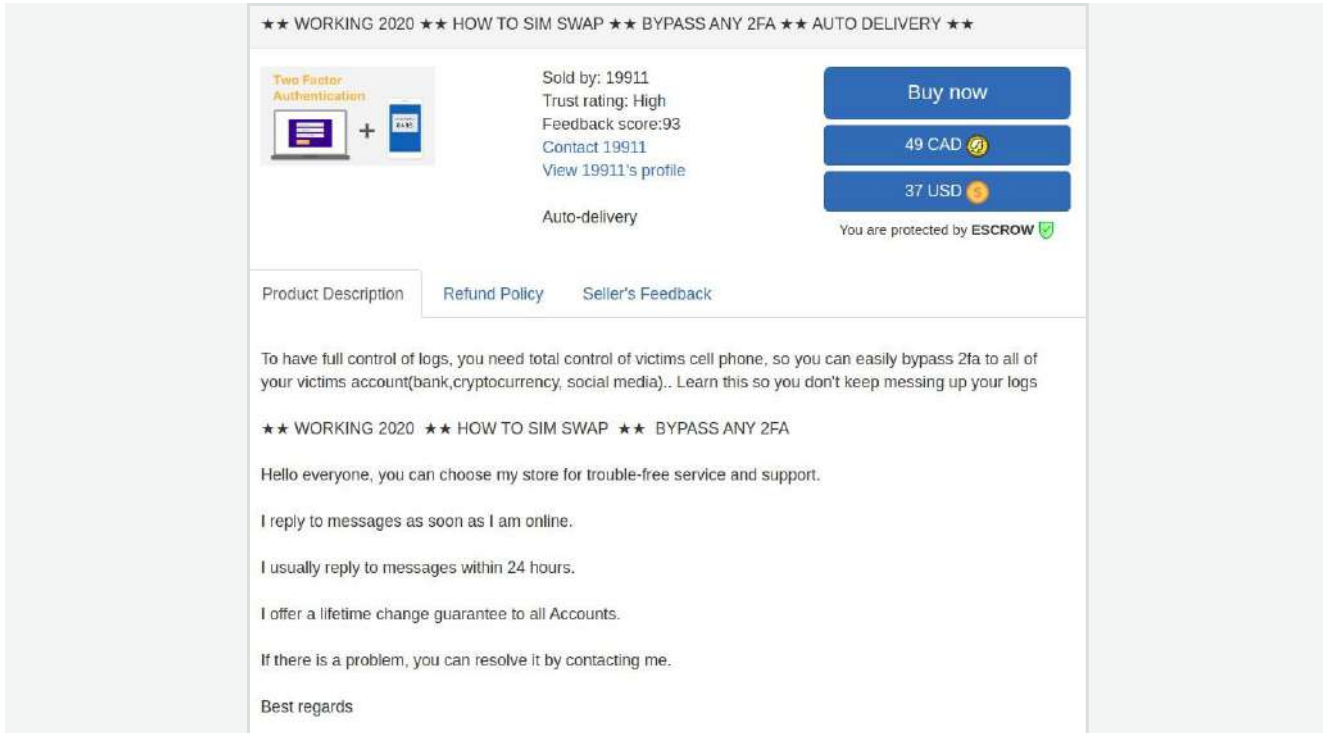 ★★ WORKING 2020 ★★ HOW TO SIM SWAP ★★ BYPASS ANY 2FA ★★ AUTO DELIVERY ★★
Two Factor
Authentication
Sold by: 19911
Trust rating: High
Feedback score:93
Contact 19911
View 19911's profile
Auto-delivery
Buy now
49 CAD
37 USD
You are protected by ESCROW
Product Description
Refund Policy
Seller's Feedback
To have full control of logs, you need total control of victims cell phone, so you can easily bypass 2fa to all of
your victims account(bank,cryptocurrency, social media).. Learn this so you don't keep messing up your logs
★★ WORKING 2020 ★★ HOW TO SIM SWAP ★★ BYPASS ANY 2FA
Hello everyone, you can choose my store for trouble-free service and support.
I reply to messages as soon as I am online.
I usually reply to messages within 24 hours.
I offer a lifetime change guarantee to all Accounts.
If there is a problem, you can resolve it by contacting me.
Best regards